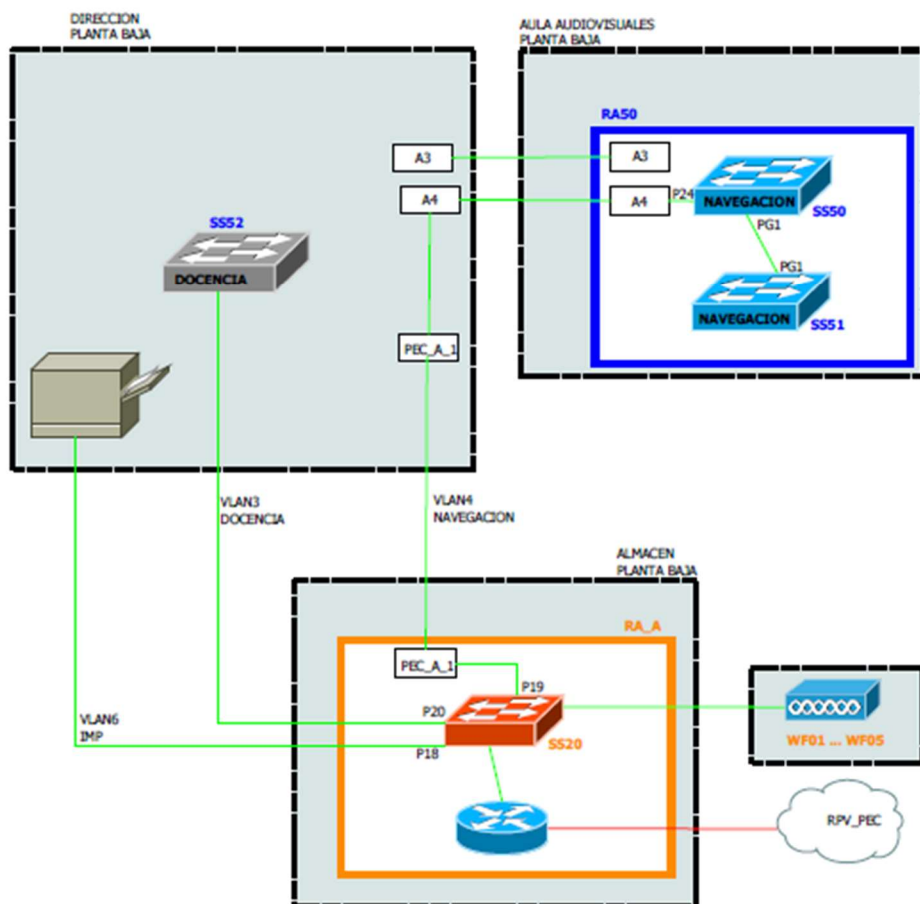 DIRECCION
PLANTA BAJA
AULA AUDIOVISUALES
PLANTA BAJA
RA50
A3
A3
A4
A4
P24
NAVEGACION
SS50
PG1
PG1
NAVEGACION
SS51
SS52
DOCENCIA
PEC_A_1
VLAN3
DOCENCIA
VLAN4
NAVEGACION
ALMACEN
PLANTA BAJA
RA_A
PEC_A_1
P19
P20
VLAN6
IMP
P18
SS20
WF01 ... WF05
RPV_PEC